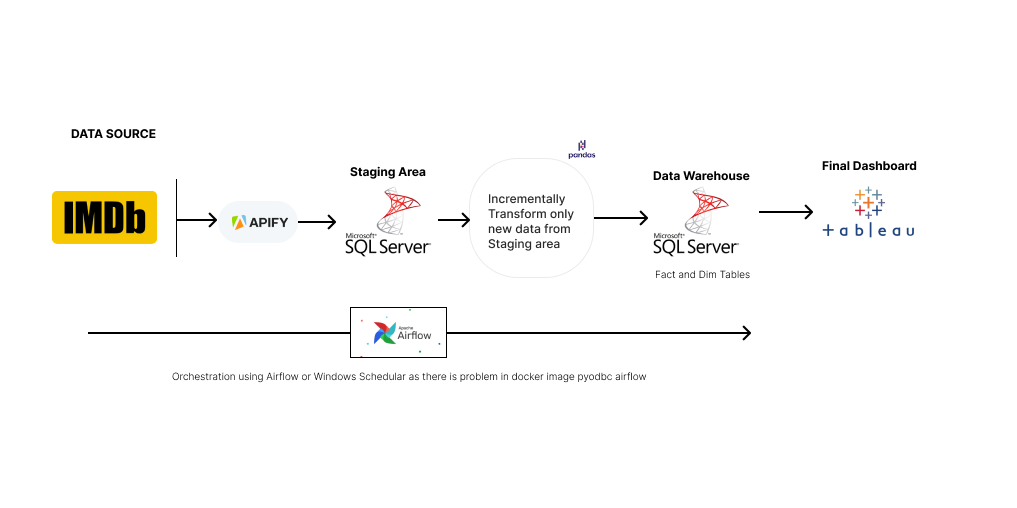 DATA SOURCE
IMDb
APIFY
Staging Area
Microsoft®
SQL Server®
pandas
Incrementally
Transform only
new data from
Staging area
Data Warehouse
Microsoft®
SQL Server®
Fact and Dim Tables
Final Dashboard
+ableau
Apache
Airflow
Orchestration using Airflow or Windows Schedular as there is problem in docker image pyodbc airflow